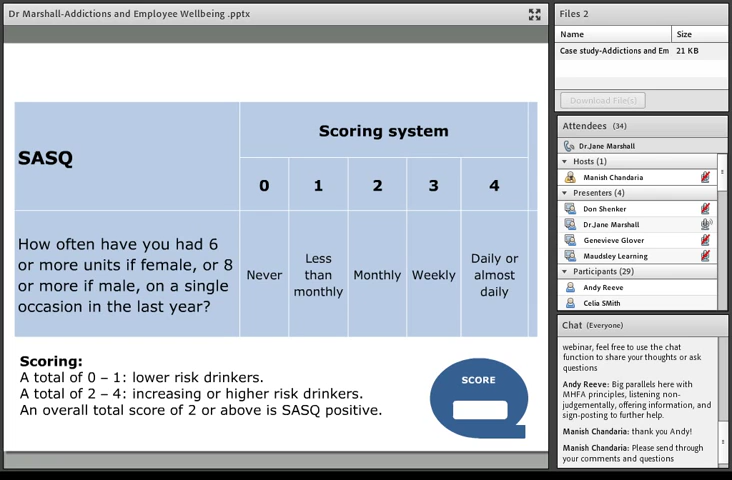 Dr Marshall-Addictions and Employee Wellbeing .pptx
SASQ
Scoring system
0 1 2 3 4
How often have you had 6
or more units if female, or 8
or more if male, on a single
occasion in the last year?
Never
Less
than
monthly
Monthly
Weekly
Daily or
almost
daily
Scoring:
A total of 0 – 1: lower risk drinkers.
A total of 2 – 4: increasing or higher risk drinkers.
An overall total score of 2 or above is SASQ positive.
SCORE
Files 2
Name Size
Case study-Addictions and Em 21 KB
Download File(s)
Attendees (34)
Dr.Jane Marshall
Hosts (1)
Manish Chandaria
Presenters (4)
Don Shenker
Dr.Jane Marshall
Genevieve Glover
Maudsley Learning
Participants (29)
Andy Reeve
Celia SMith
Chat (Everyone)
webinar, feel free to use the chat
function to share your thoughts or ask
questions
Andy Reeve: Big parallels here with
MHFA principles, listening non-
judgementally, offering information, and
sign-posting to further help.
Manish Chandaria: thank you Andy!
Manish Chandaria: Please send through
your comments and questions